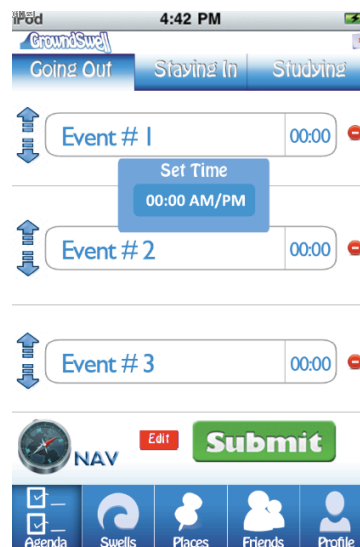 iPod 4:42 PM
GroundSwell
Going Out Staying In Studying
Event # 1 00:00
Set Time
00:00 AM/PM
Event # 2 00:00
Event # 3 00:00
NAV Edit Submit
Agenda Swells Places Friends Profile